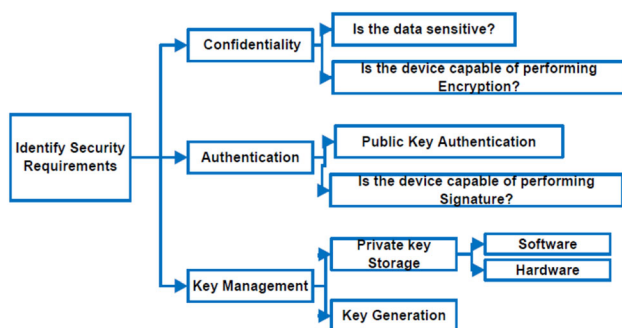 Identify Security
Requirements
Confidentiality
Is the data sensitive?
Is the device capable of performing
Encryption?
Authentication
Public Key Authentication
Is the device capable of performing
Signature?
Key Management
Private key
Storage
Software
Hardware
Key Generation